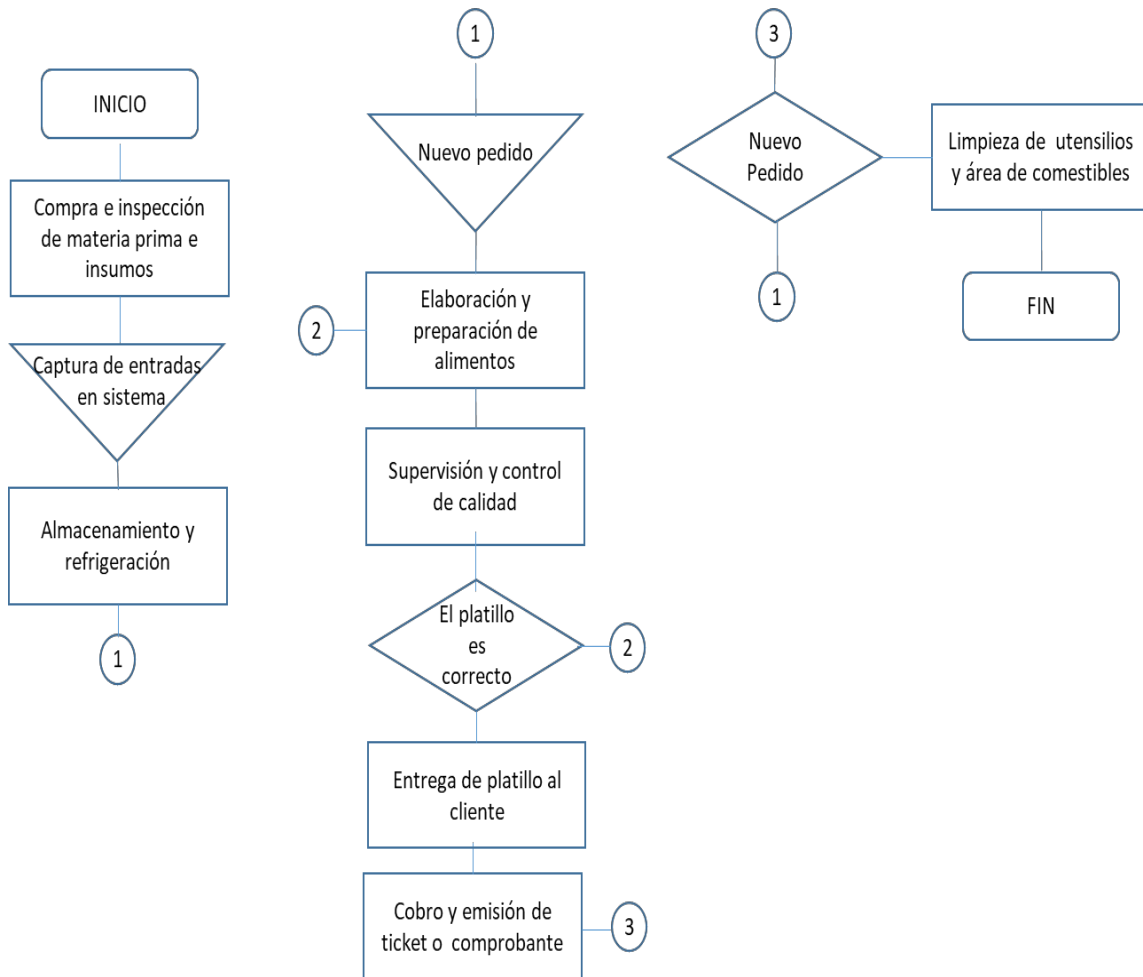 INICIO
Compra e inspección
de materia prima e
insumos
Captura de entradas
en sistema
Almacenamiento y
refrigeración
1
1
Nuevo pedido
2
Elaboración y
preparación de
alimentos
Supervisión y control
de calidad
El platillo
es
correcto
2
Entrega de platillo al
cliente
Cobro y emisión de
ticket o comprobante
3
3
Nuevo
Pedido
1
Limpieza de utensilios
y área de comestibles
FIN